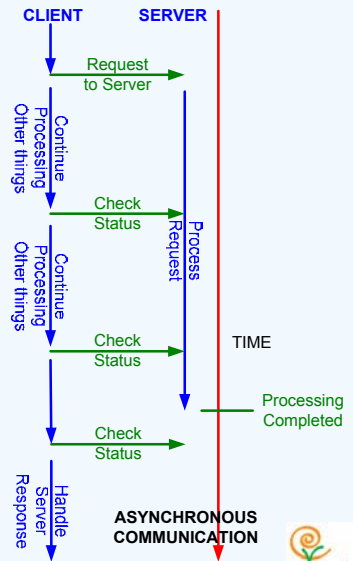 CLIENT SERVER
Request
to Server
Continue
Processing
Other things
Check
Status
Process
Request
Continue
Processing
Other things
TIME
Check
Status
Processing
Completed
Check
Status
Handle
Server
Response
ASYNCHRONOUS
COMMUNICATION